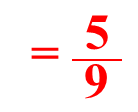 = 5/9